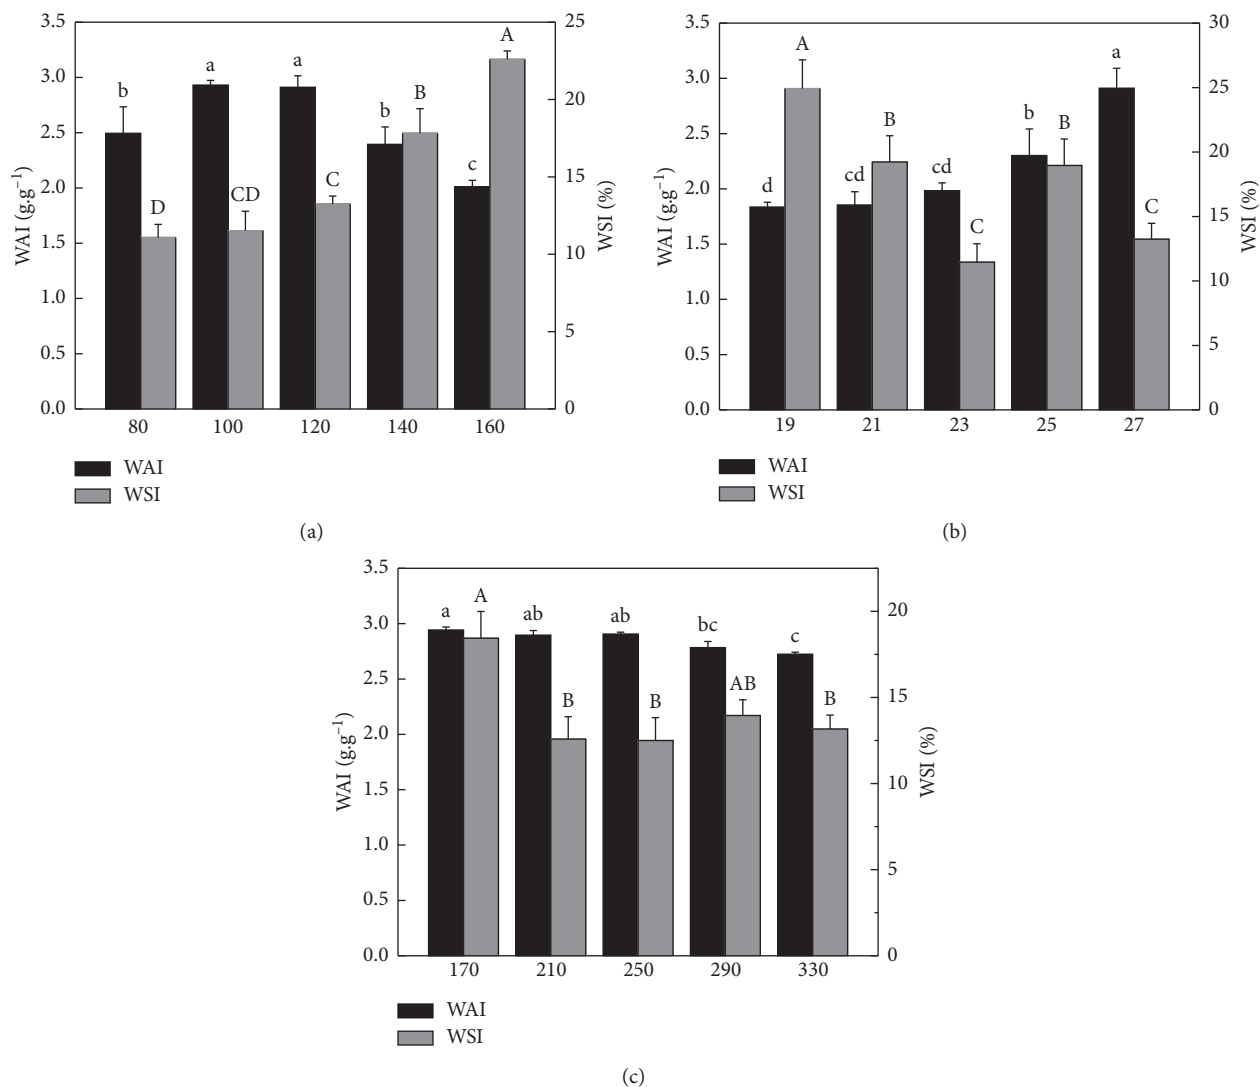 3.5
3.0
2.5
2.0
1.5
1.0
0.5
0.0
WAI (g.g⁻¹)
b
D
a
CD
a
C
b
B
c
A
25
20
15
10
5
0
WSI (%)
80 100 120 140 160
WAI
WSI
(a)
3.5
3.0
2.5
2.0
1.5
1.0
0.5
0.0
WAI (g.g⁻¹)
d
A
cd
B
cd
C
b
B
a
C
30
25
20
15
10
5
0
WSI (%)
19 21 23 25 27
WAI
WSI
(b)
3.5
3.0
2.5
2.0
1.5
1.0
0.5
0.0
WAI (g.g⁻¹)
a
A
ab
B
ab
B
bc
AB
c
B
20
15
10
5
0
WSI (%)
170 210 250 290 330
WAI
WSI
(c)